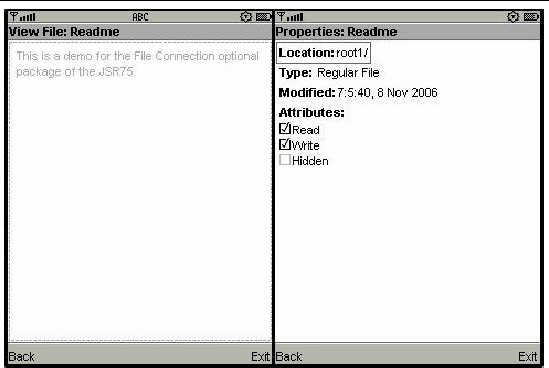 ABC
View File: Readme
This is a demo for the File Connection optional
package of the JSR75
Back Exit
Properties: Readme
Location: root1/
Type: Regular File
Modified: 7:5:40, 8 Nov 2006
Attributes:
Read
Write
Hidden
Back Exit